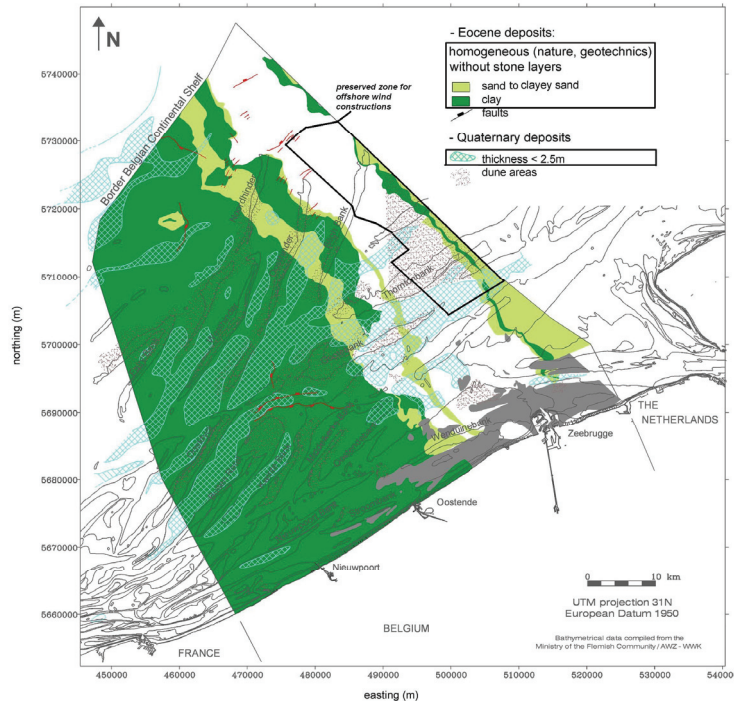 N
- Eocene deposits:
homogeneous (nature, geotechnics)
without stone layers
sand to clayey sand
clay
faults
- Quaternary deposits
thickness < 2.5m
dune areas
preserved zone for
offshore wind
constructions
Border Belgian Continental Shelf
5740000
5730000
5720000
5710000
5700000
5690000
5680000
5670000
5660000
northing (m)
Noordhinder
Thorntonbank
Wenduinebank
THE
NETHERLANDS
Zeebrugge
Oostende
Nieuwpoort
BELGIUM
FRANCE
0 10 km
UTM projection 31N
European Datum 1950
Bathymetrical data compiled from the
Ministry of the Flemish Community / AWZ - WWK
450000 460000 470000 480000 490000 500000 510000 520000 530000 54000
easting (m)